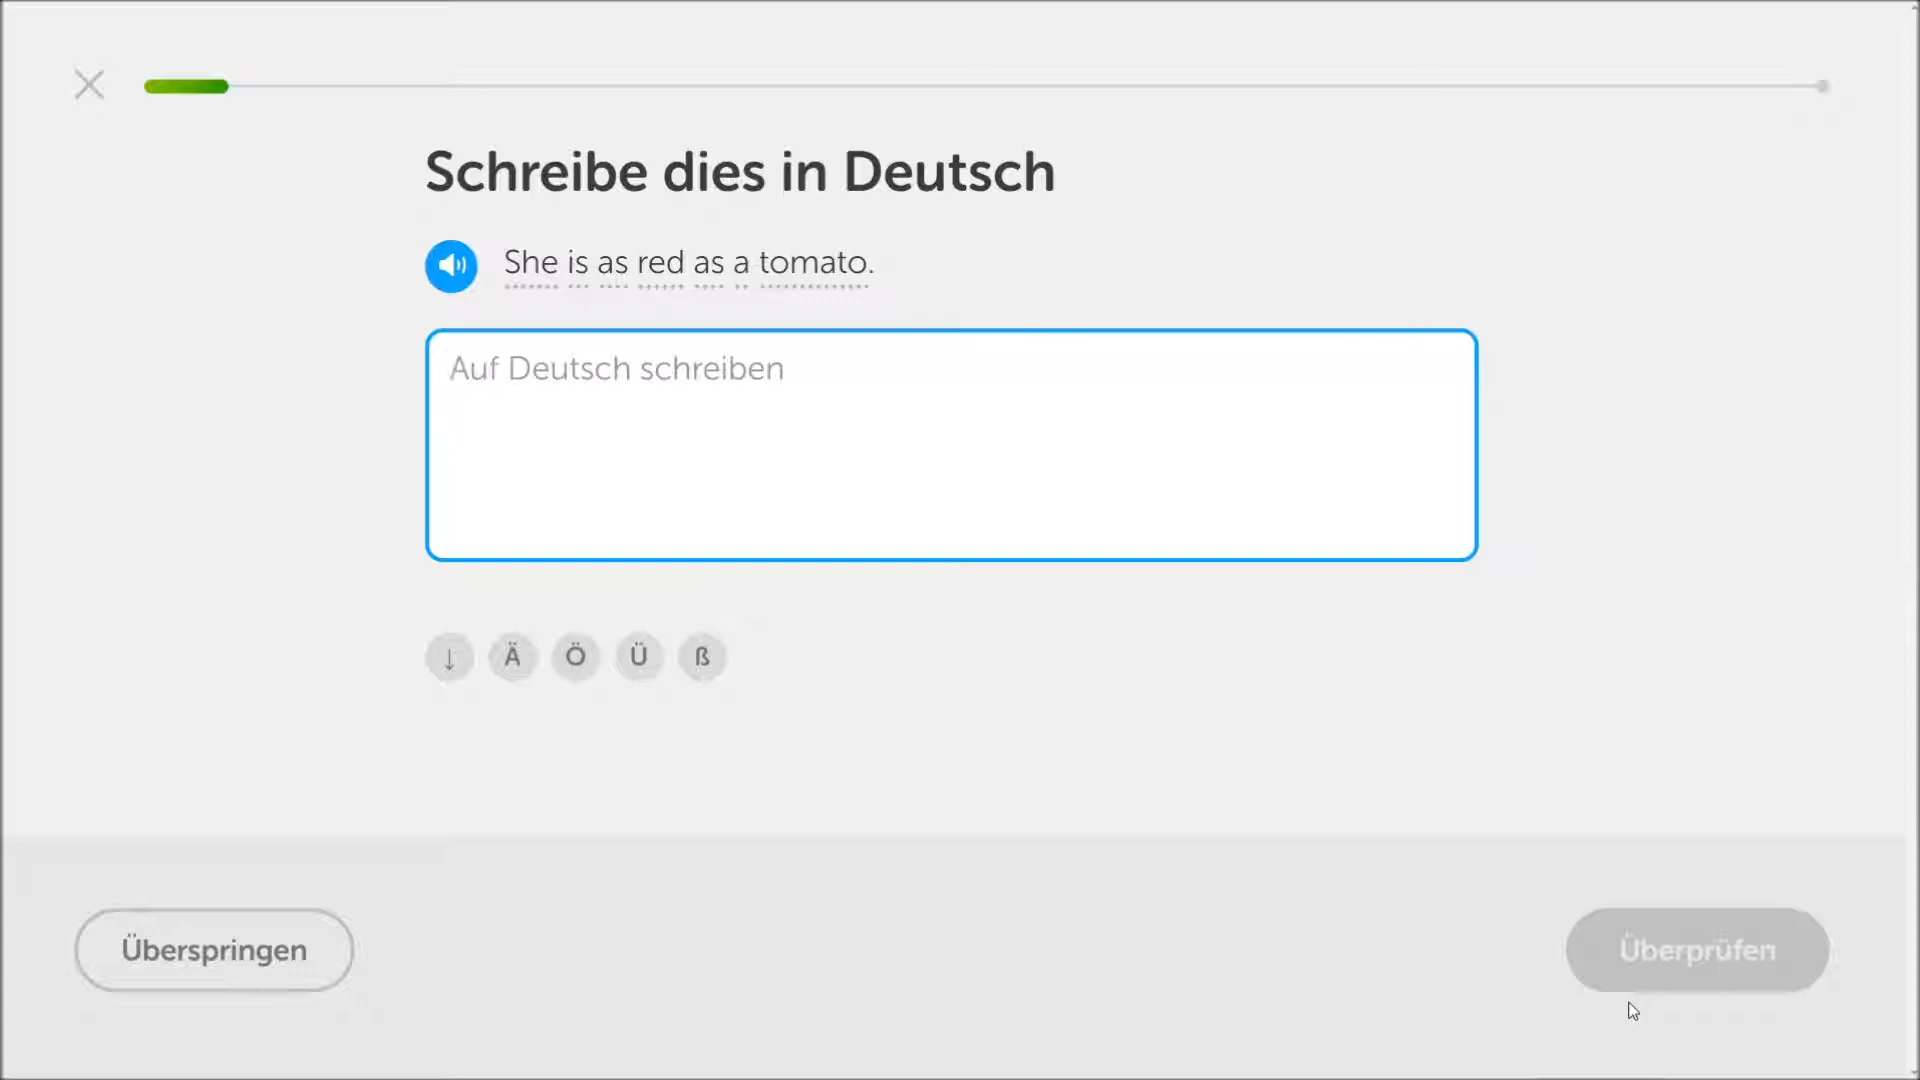 Schreibe dies in Deutsch
She is as red as a tomato.
Auf Deutsch schreiben
↓ Ä Ö Ü ß
Überspringen
Überprüfen